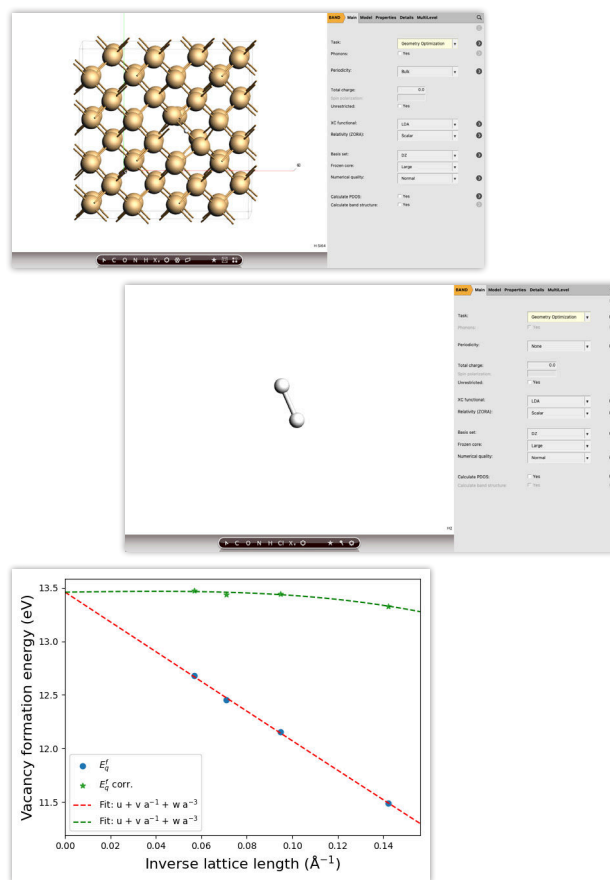 BAND Main Model Properties Details MultiLevel
Task: Geometry Optimization
Phonons: Yes
Periodicity: Bulk
Total charge: 0.0
Spin polarization:
Unrestricted: Yes
XC functional: LDA
Relativity (ZORA): Scalar
Basis set: DZ
Frozen core: Large
Numerical quality: Normal
Calculate PDOS: Yes
Calculate band structure: Yes
C O N H X
BAND Main Model Properties Details MultiLevel
Task: Geometry Optimization
Phonons: Yes
Periodicity: None
Total charge: 0.0
Spin polarization:
Unrestricted: Yes
XC functional: LDA
Relativity (ZORA): Scalar
Basis set: DZ
Frozen core: Large
Numerical quality: Normal
Calculate PDOS: Yes
Calculate band structure: Yes
H2
C O N H Cl X
Vacancy formation energy (eV)
13.5
13.0
12.5
12.0
11.5
E_q^f
E_q^f corr.
Fit: u + v a⁻¹ + w a⁻³
Fit: u + v a⁻¹ + w a⁻³
0.00 0.02 0.04 0.06 0.08 0.10 0.12 0.14
Inverse lattice length (Å⁻¹)